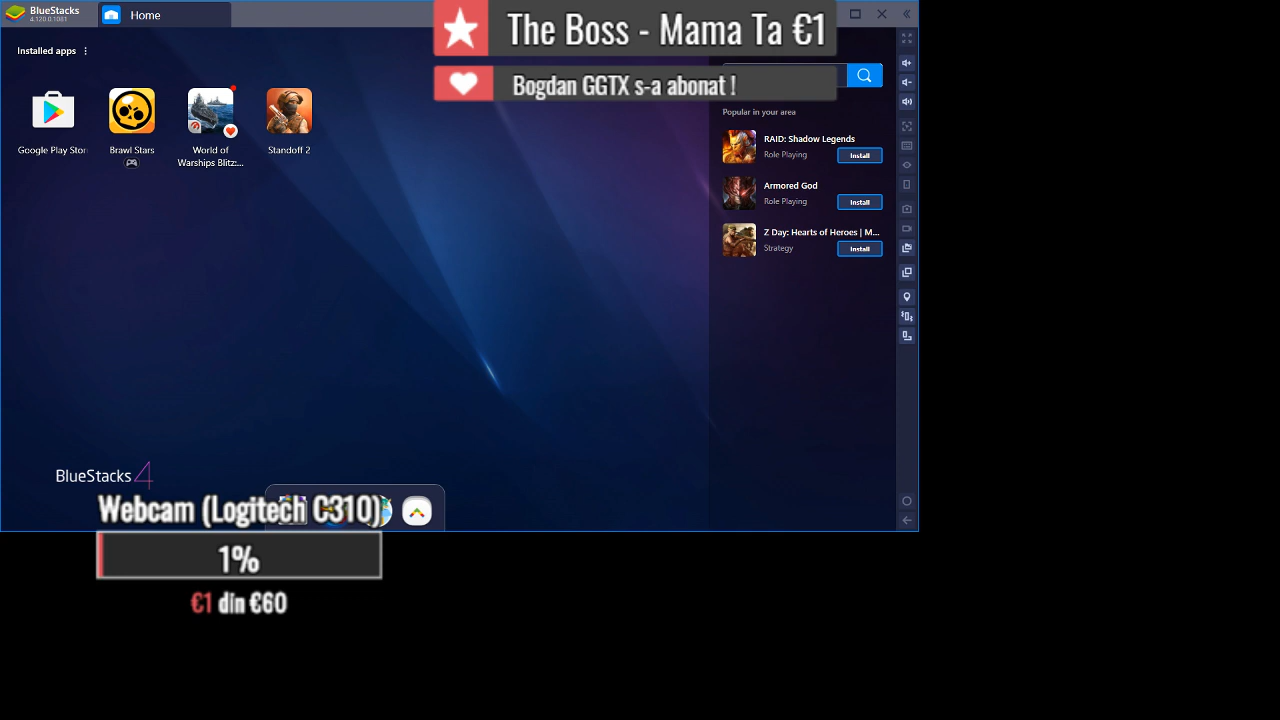 BlueStacks
4.120.0.1081
Home
The Boss - Mama Ta €1
Bogdan GGTX s-a abonat !
Installed apps
Google Play Stor
Brawl Stars
World of
Warships Blitz:...
Standoff 2
Popular in your area
RAID: Shadow Legends
Role Playing
Install
Armored God
Role Playing
Install
Z Day: Hearts of Heroes | M...
Strategy
Install
BlueStacks 4
Webcam (Logitech C310)
1%
€1 din €60